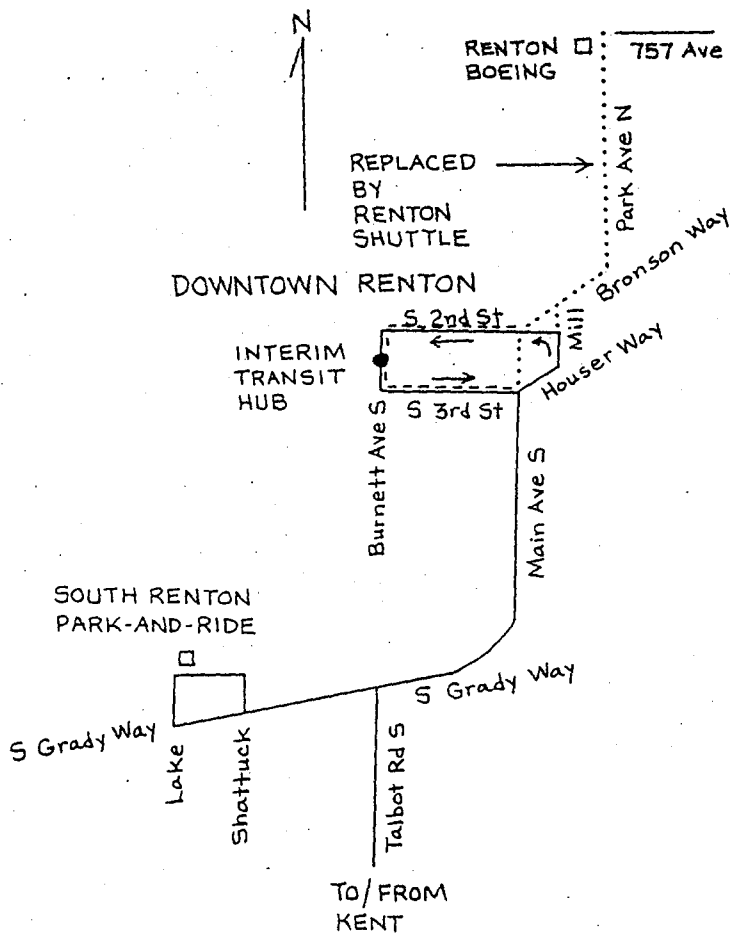 N
RENTON
BOEING
757 Ave
Park Ave N
REPLACED
BY
RENTON
SHUTTLE
Bronson Way
DOWNTOWN RENTON
S 2nd St
Mill
INTERIM
TRANSIT
HUB
Houser Way
S 3rd St
Burnett Ave S
Main Ave S
SOUTH RENTON
PARK-AND-RIDE
S Grady Way
S Grady Way
Lake
Shattuck
Talbot Rd S
TO/FROM
KENT